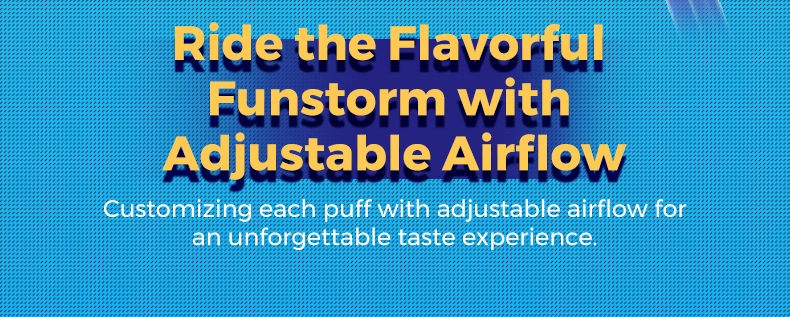 Ride the Flavorful
Funstorm with
Adjustable Airflow
Customizing each puff with adjustable airflow for
an unforgettable taste experience.